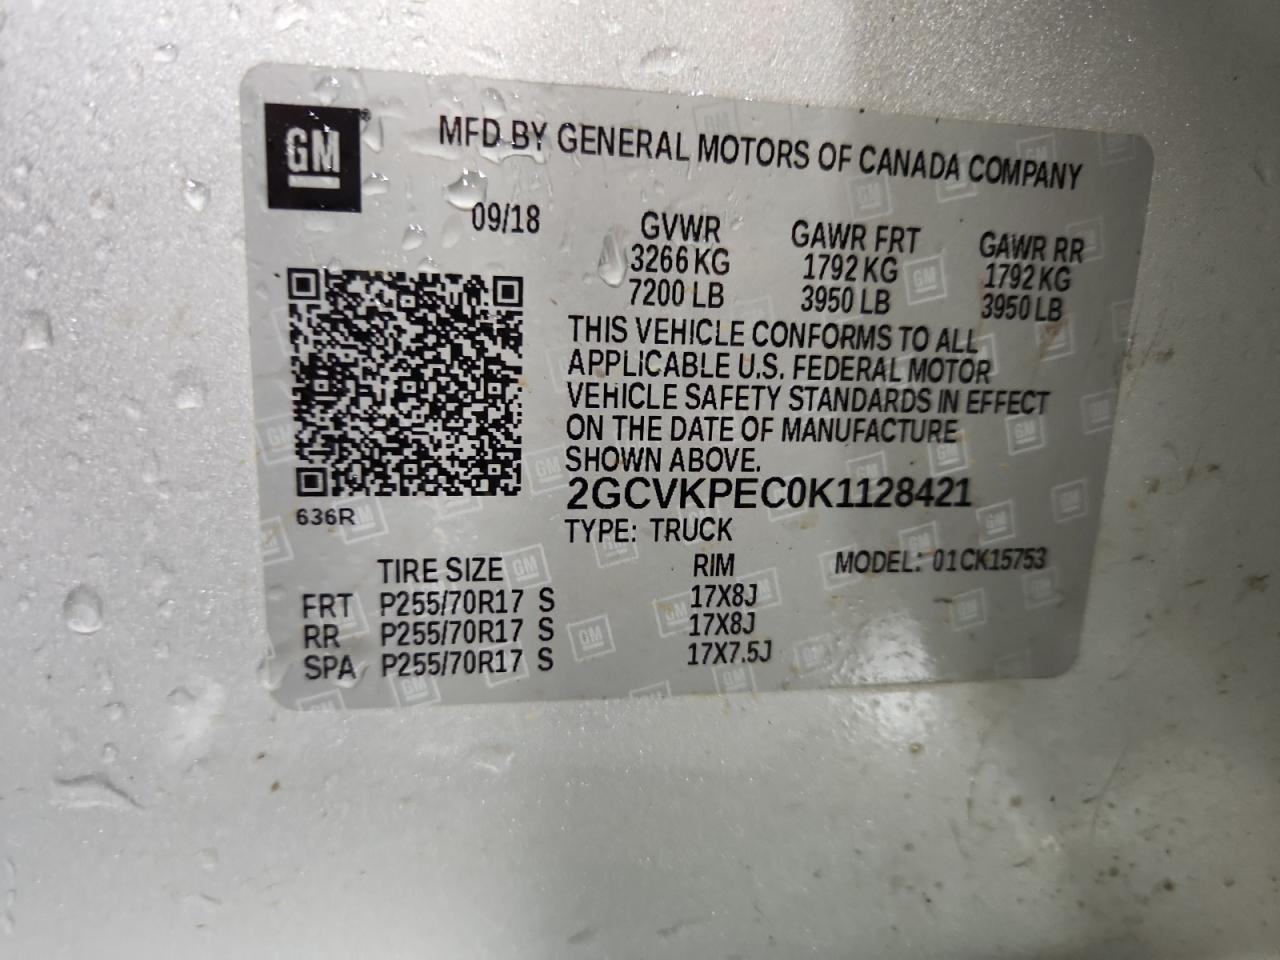 GM
MFD BY GENERAL MOTORS OF CANADA COMPANY
09/18
GVWR GAWR FRT GAWR RR
3266 KG 1792 KG 1792 KG
7200 LB 3950 LB 3950 LB
THIS VEHICLE CONFORMS TO ALL
APPLICABLE U.S. FEDERAL MOTOR
VEHICLE SAFETY STANDARDS IN EFFECT
ON THE DATE OF MANUFACTURE
SHOWN ABOVE.
2GCVKPEC0K1128421
636R
TYPE: TRUCK
MODEL: 01CK15753
TIRE SIZE RIM
FRT P255/70R17 S 17X8J
RR P255/70R17 S 17X8J
SPA P255/70R17 S 17X7.5J